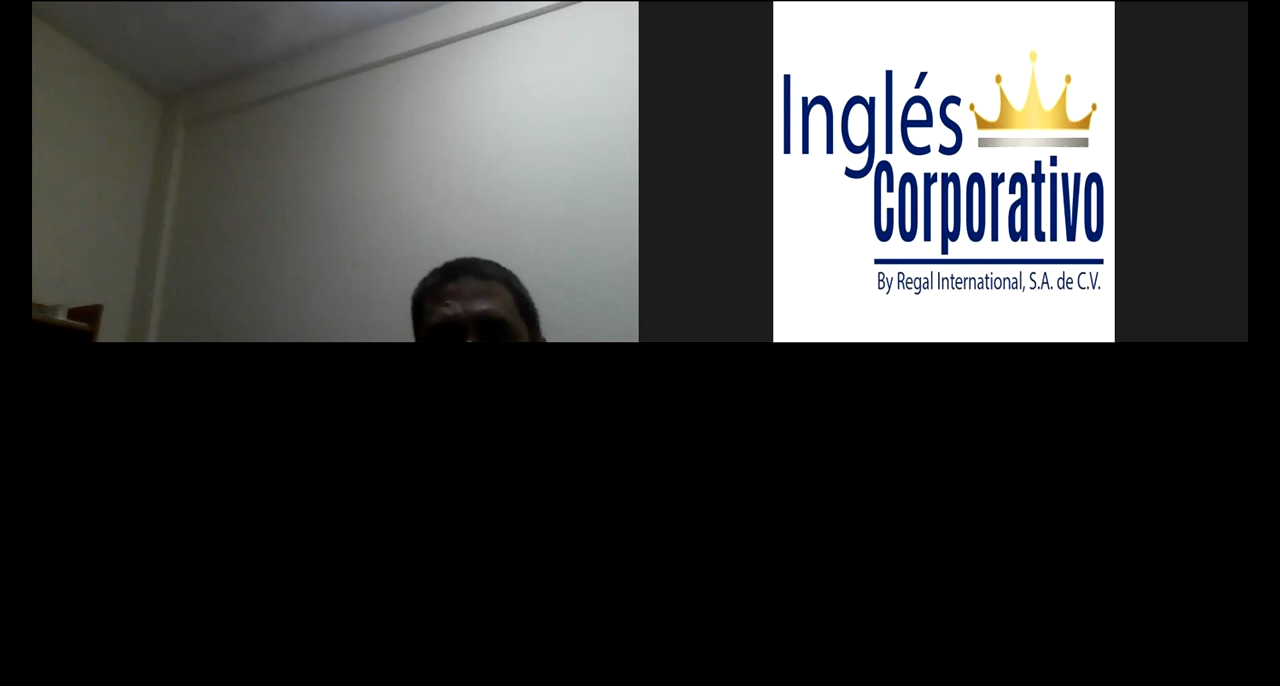 Inglés
Corporativo
By Regal International, S.A. de C.V.